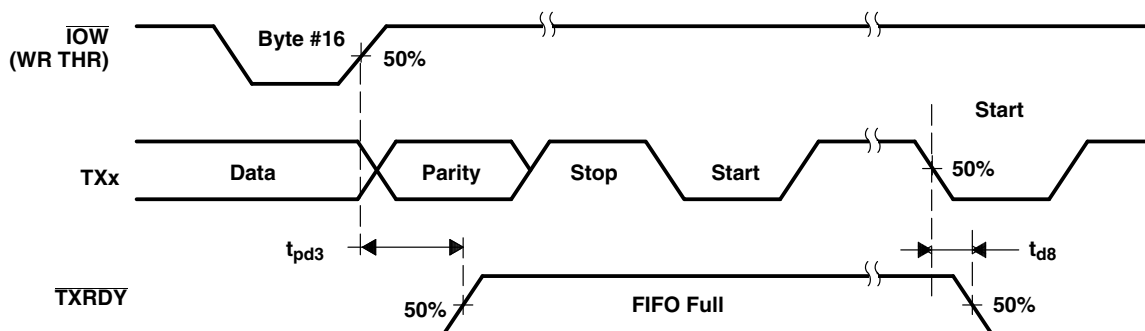 IOW
(WR THR)
Byte #16
50%
Start
TXx
Data
Parity
Stop
Start
50%
tpd3
td8
TXRDY
50%
FIFO Full
50%